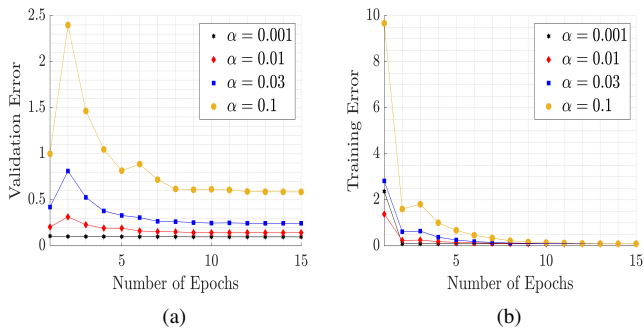 2.5
2
1.5
1
0.5
0
5
10
15
Validation Error
Number of Epochs
α = 0.001
α = 0.01
α = 0.03
α = 0.1
(a)
10
8
6
4
2
0
5
10
15
Training Error
Number of Epochs
α = 0.001
α = 0.01
α = 0.03
α = 0.1
(b)